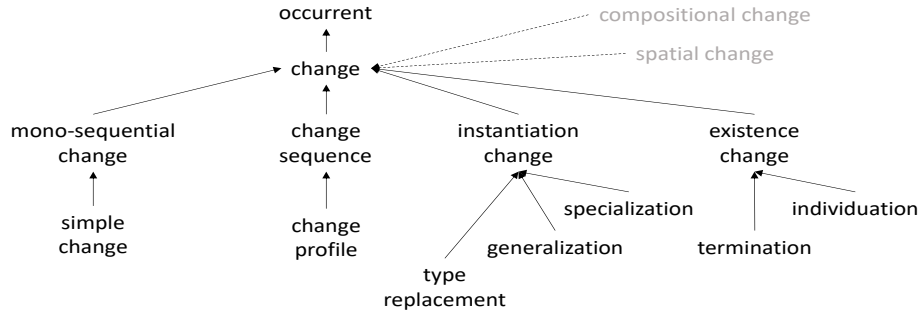 occurrent
compositional change
spatial change
change
mono-sequential
change
change
sequence
instantiation
change
existence
change
simple
change
change
profile
specialization
generalization
type
replacement
individuation
termination